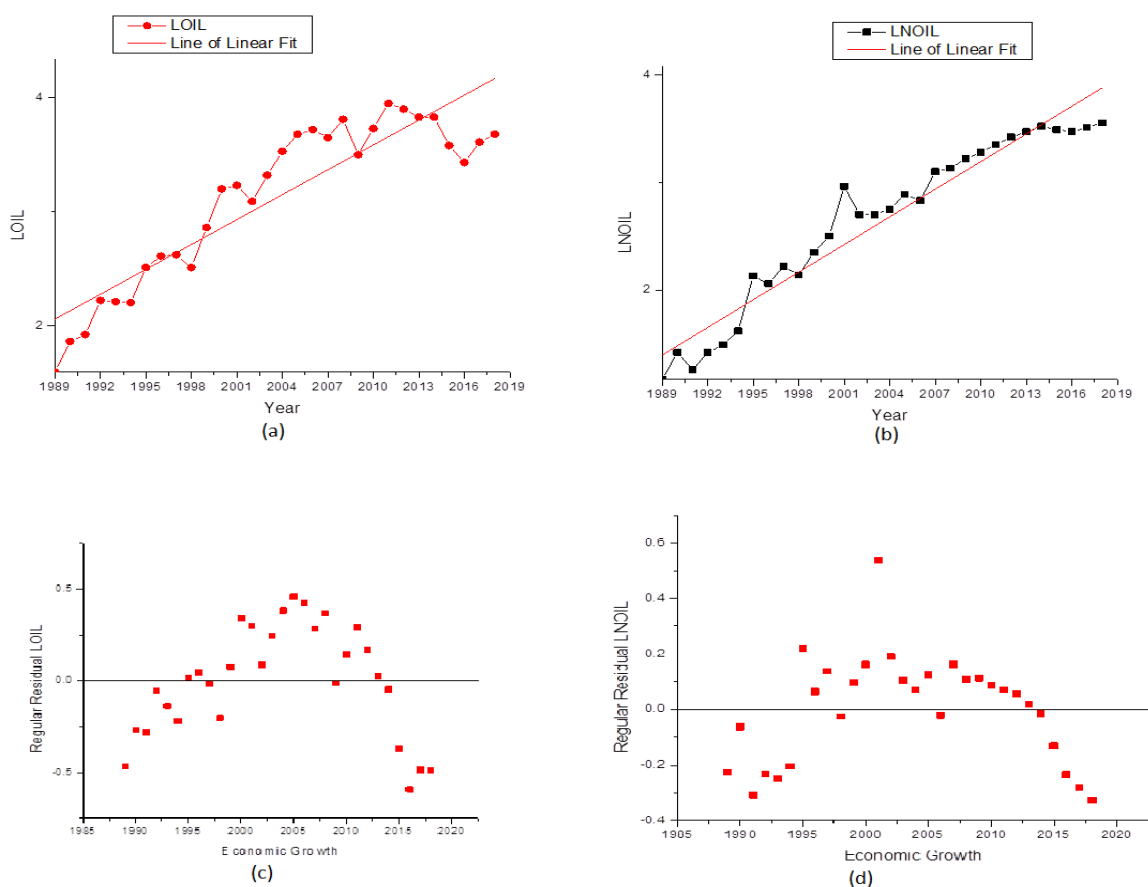 LOIL
Line of Linear Fit
4
2
LOIL
1989 1992 1995 1998 2001 2004 2007 2010 2013 2016 2019
Year
(a)
LNOIL
Line of Linear Fit
4
2
LNOIL
1989 1992 1995 1998 2001 2004 2007 2010 2013 2016 2019
Year
(b)
0.5
0.0
-0.5
Regular Residual LOIL
1985 1990 1995 2000 2005 2010 2015 2020
Economic Growth
(c)
0.6
0.4
0.2
0.0
-0.2
-0.4
Regular Residual LNOIL
1985 1990 1995 2000 2005 2010 2015 2020
Economic Growth
(d)